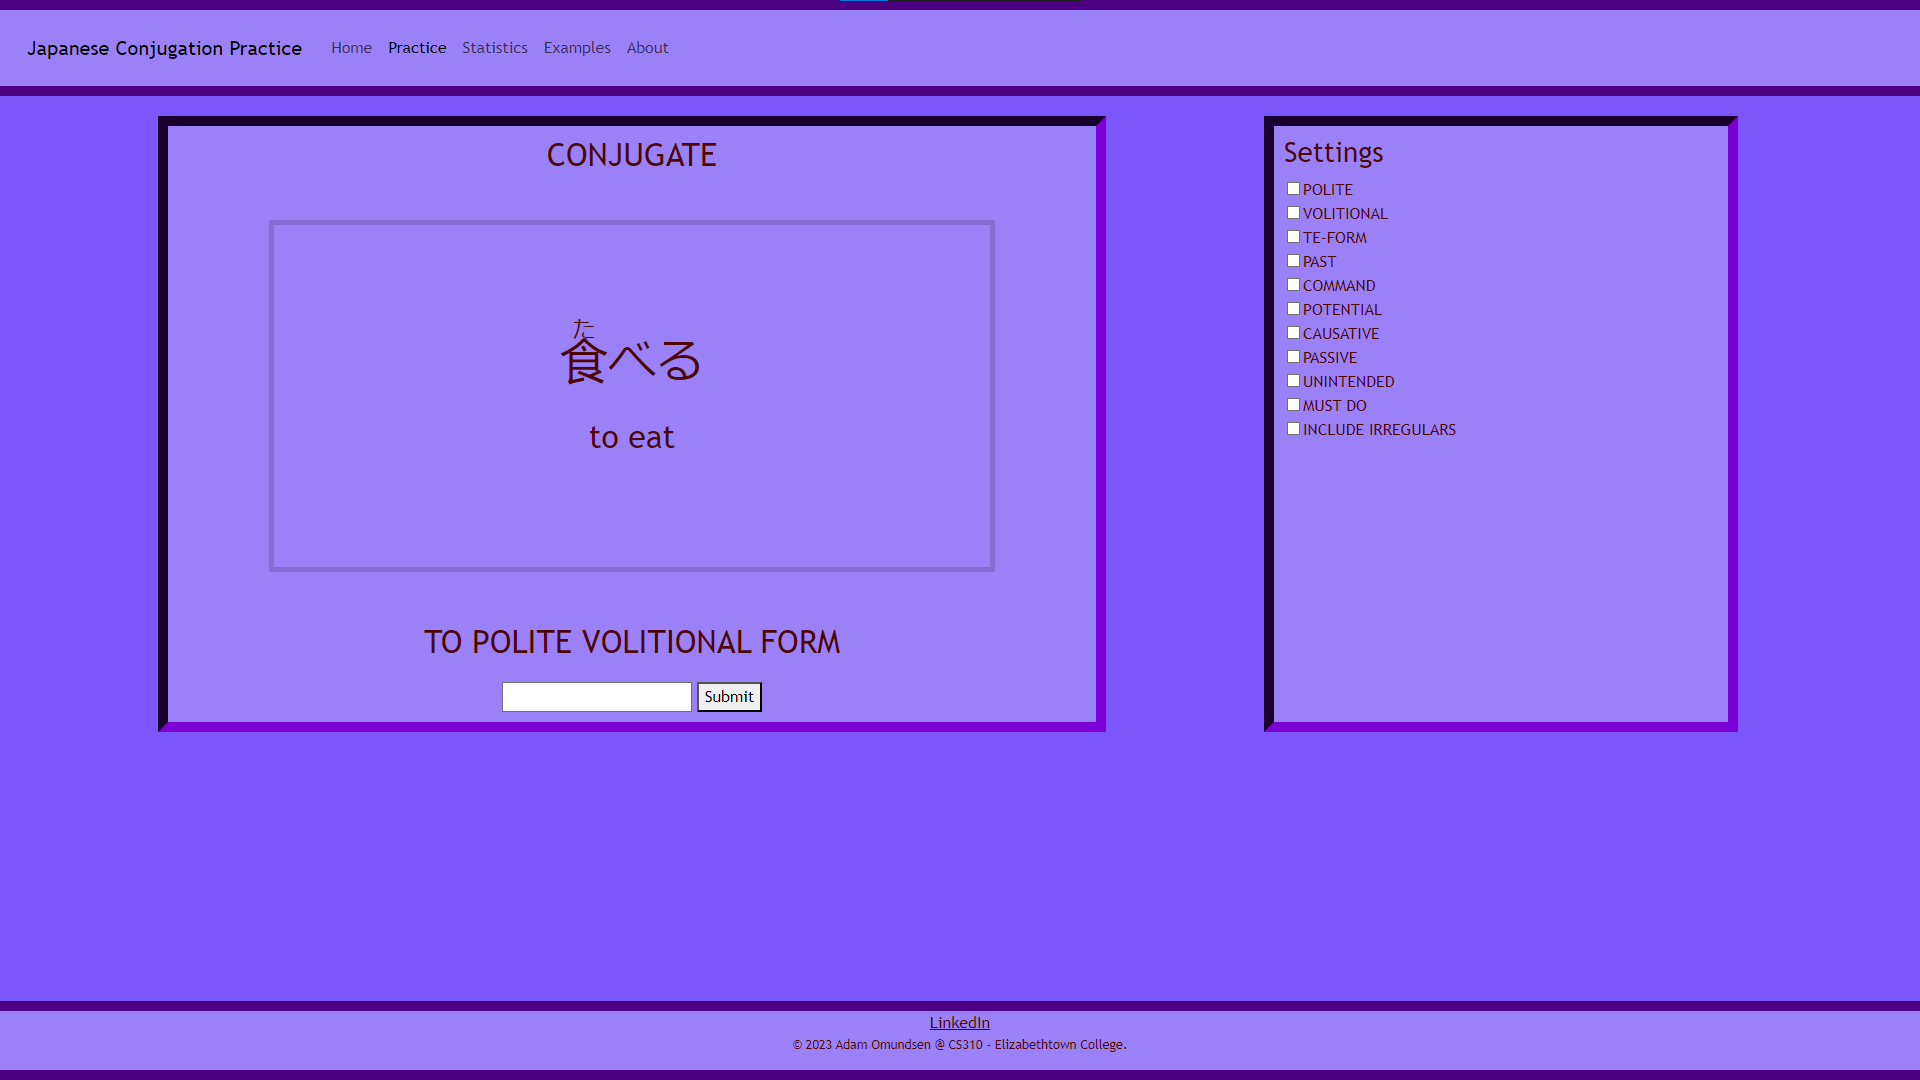 Japanese Conjugation Practice Home Practice Statistics Examples About
CONJUGATE
た
食べる
to eat
TO POLITE VOLITIONAL FORM
Submit
Settings
POLITE
VOLITIONAL
TE-FORM
PAST
COMMAND
POTENTIAL
CAUSATIVE
PASSIVE
UNINTENDED
MUST DO
INCLUDE IRREGULARS
LinkedIn
© 2023 Adam Omundsen @ CS310 - Elizabethtown College.